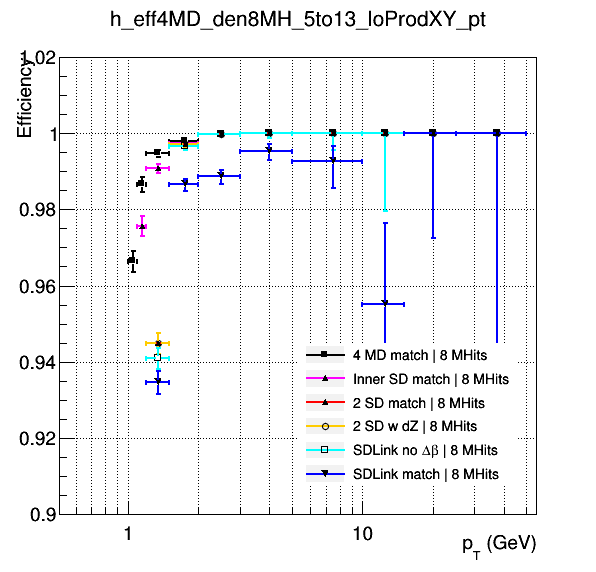 h_eff4MD_den8MH_5to13_loProdXY_pt
Efficiency
1.02
1
0.98
0.96
0.94
0.92
0.9
4 MD match | 8 MHits
Inner SD match | 8 MHits
2 SD match | 8 MHits
2 SD w dZ | 8 MHits
SDLink no Δβ | 8 MHits
SDLink match | 8 MHits
1
10
p_T (GeV)